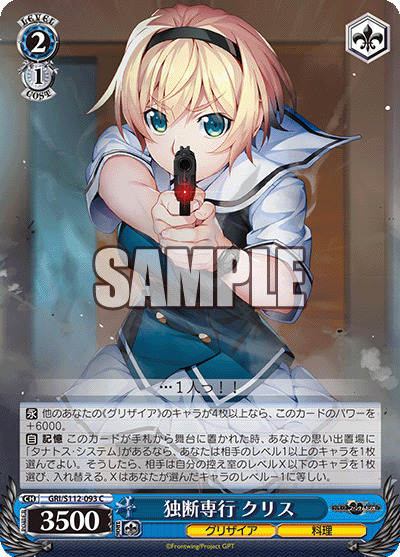 LEVEL
2
1
COST
SAMPLE
…1人っ！！
永 他のあなたの《グリザイア》のキャラが4枚以上なら、このカードのパワーを
+6000。
自 記憶 このカードが手札から舞台に置かれた時、あなたの思い出置場に
「タナトス・システム」があるなら、あなたは相手のレベル1以上のキャラを1
枚選んでよい。そうしたら、相手は自分の控え室のレベルX以下のキャラを1枚
選び、入れ替える。Xはあなたが選んだキャラのレベル－1に等しい。
CH GRI/S112-093 C
3500
独断専行 クリス
グリザイア 料理
©Frontwing/Project GPT